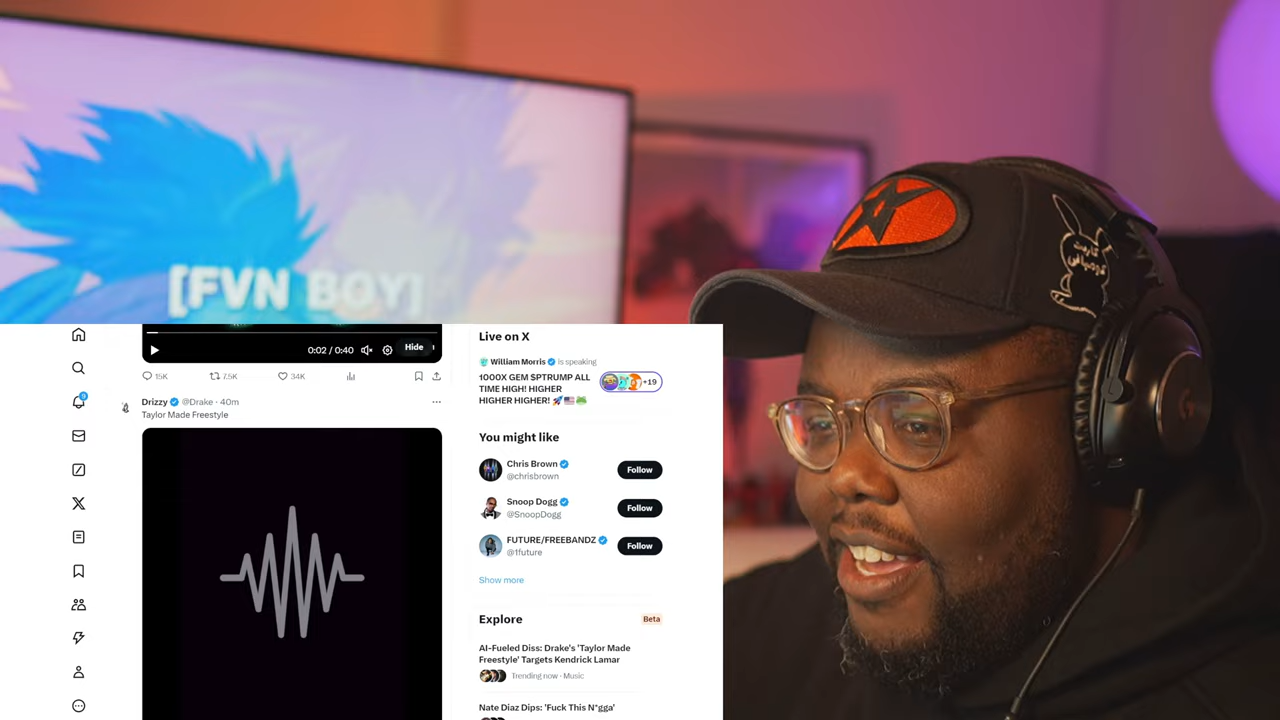 [FVN BOY]
0:02 / 0:40
Hide
15K
7.5K
34K
Drizzy @Drake · 40m
Taylor Made Freestyle
Live on X
William Morris is speaking
1000X GEM $PTRUMP ALL
TIME HIGH! HIGHER
HIGHER HIGHER!
+19
You might like
Chris Brown
@chrisbrown
Follow
Snoop Dogg
@SnoopDogg
Follow
FUTURE/FREEBANDZ
@1future
Follow
Show more
Explore
Beta
AI-Fueled Diss: Drake's 'Taylor Made
Freestyle' Targets Kendrick Lamar
Trending now · Music
Nate Diaz Dips: 'Fuck This N*gga'